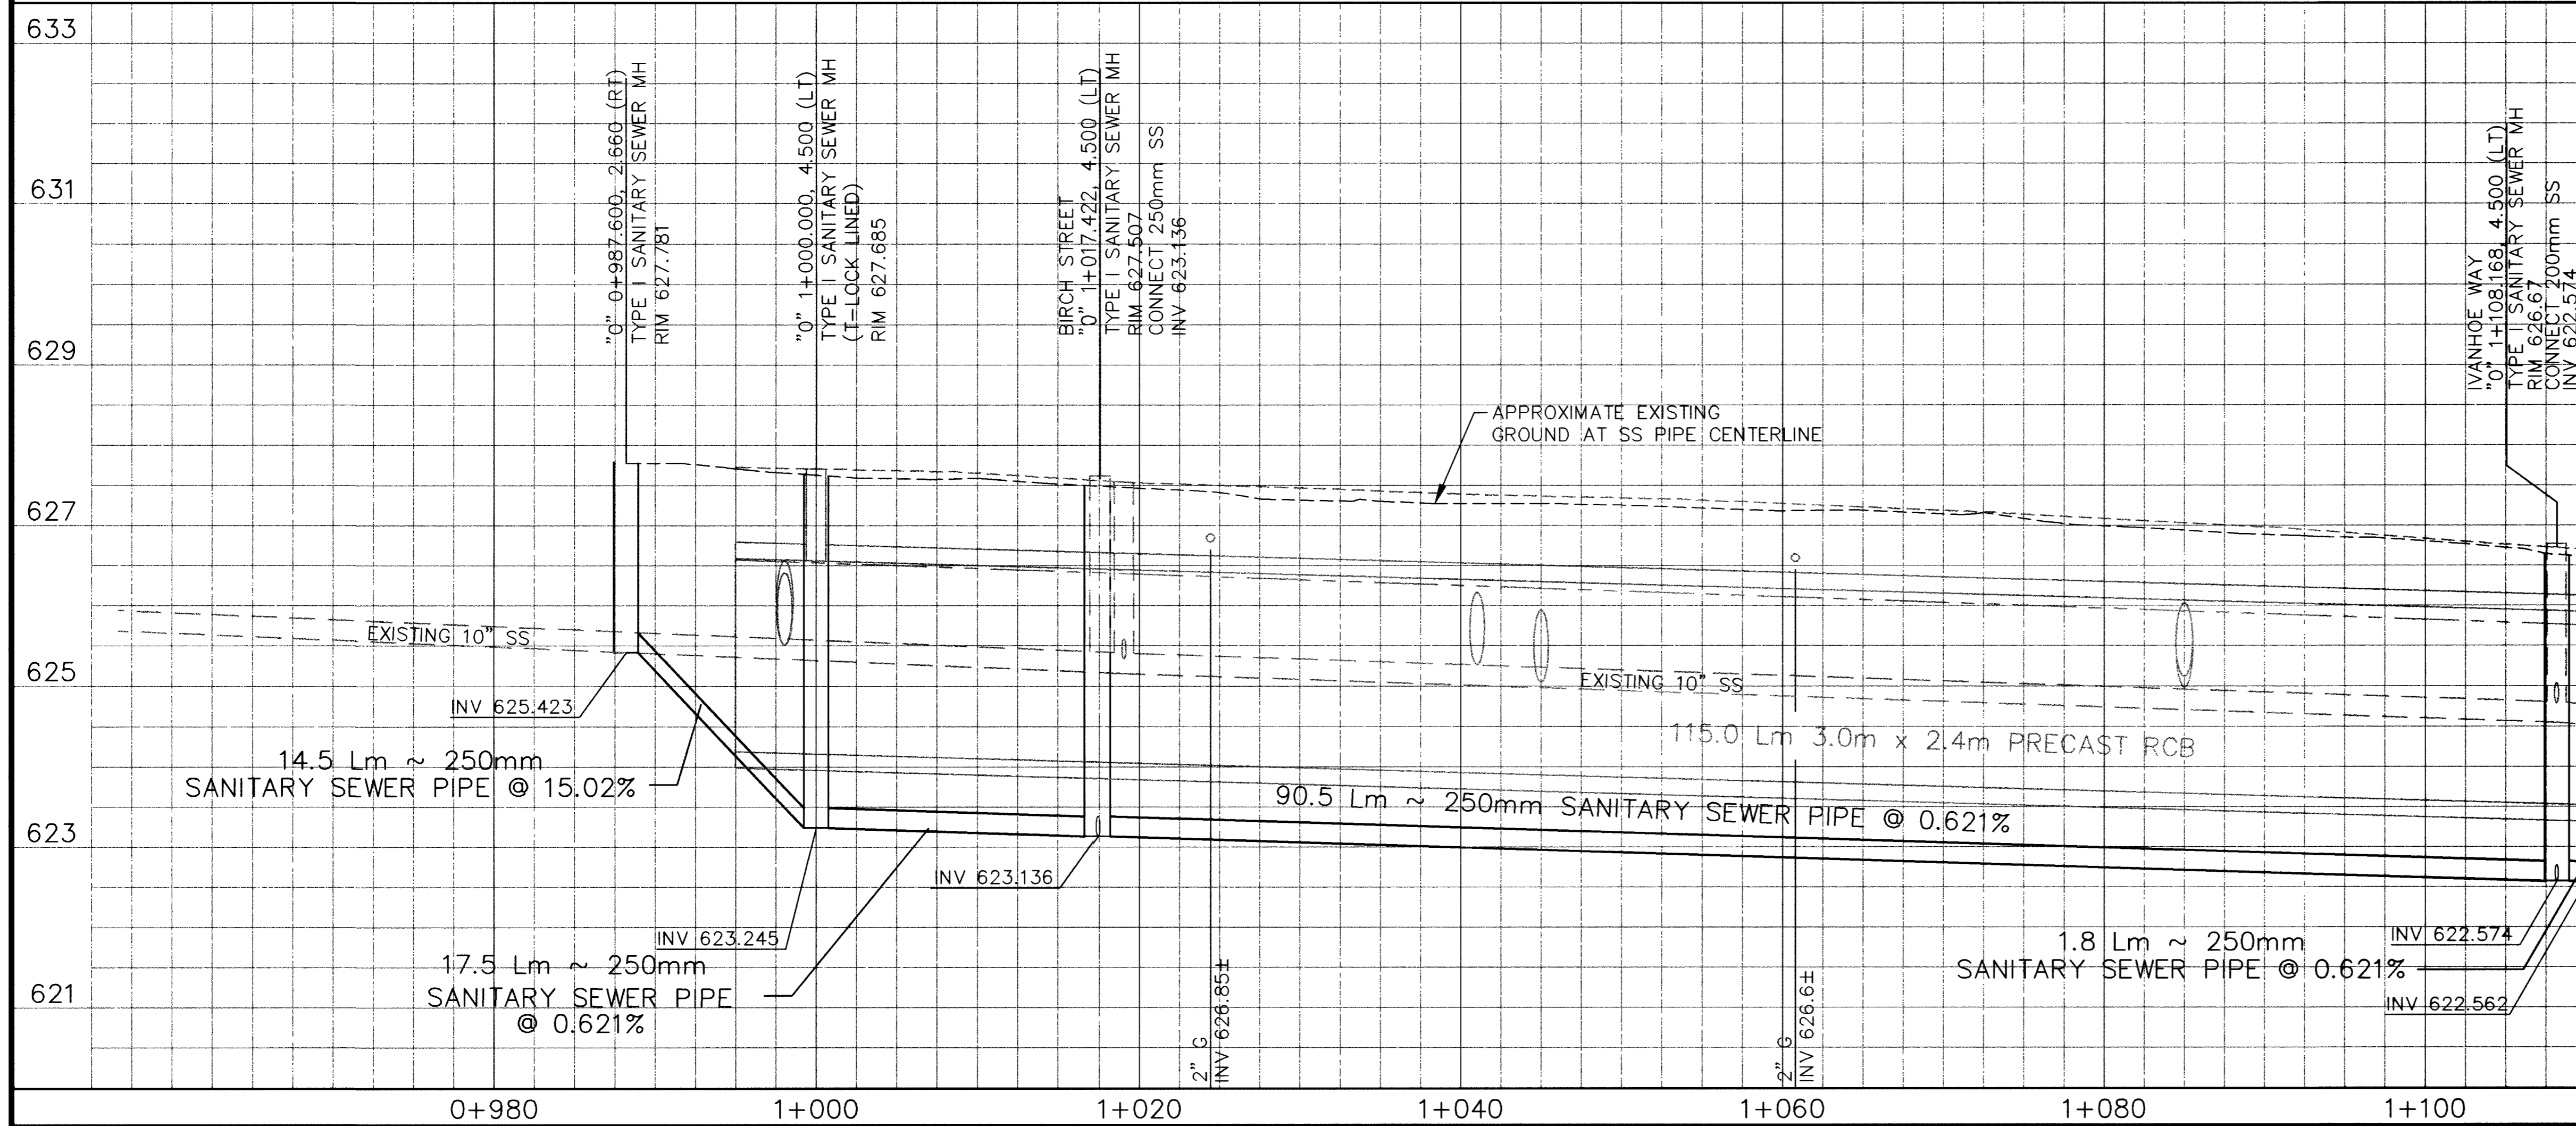 633
631
629
627
625
623
621
"O" 0+987.600, 2.660 (RT)
TYPE I SANITARY SEWER MH
RIM 627.781
"O" 1+000.000, 4.500 (LT)
TYPE I SANITARY SEWER MH
(T-LOCK LINED)
RIM 627.685
BIRCH STREET
"O" 1+017.422, 4.500 (LT)
TYPE I SANITARY SEWER MH
RIM 627.507
CONNECT 250mm SS
INV 623.136
IVANHOE WAY
"O" 1+108.168, 4.500 (LT)
TYPE I SANITARY SEWER MH
RIM 626.67
CONNECT 200mm SS
INV 622.574
APPROXIMATE EXISTING
GROUND AT SS PIPE CENTERLINE
EXISTING 10" SS
INV 625.423
14.5 Lm ~ 250mm
SANITARY SEWER PIPE @ 15.02%
EXISTING 10" SS
115.0 Lm 3.0m x 2.4m PRECAST RCB
90.5 Lm ~ 250mm SANITARY SEWER PIPE @ 0.621%
INV 623.136
INV 623.245
17.5 Lm ~ 250mm
SANITARY SEWER PIPE
@ 0.621%
2" G
INV 626.85±
2" G
INV 626.6±
1.8 Lm ~ 250mm
SANITARY SEWER PIPE @ 0.621%
INV 622.574
INV 622.562
0+980
1+000
1+020
1+040
1+060
1+080
1+100